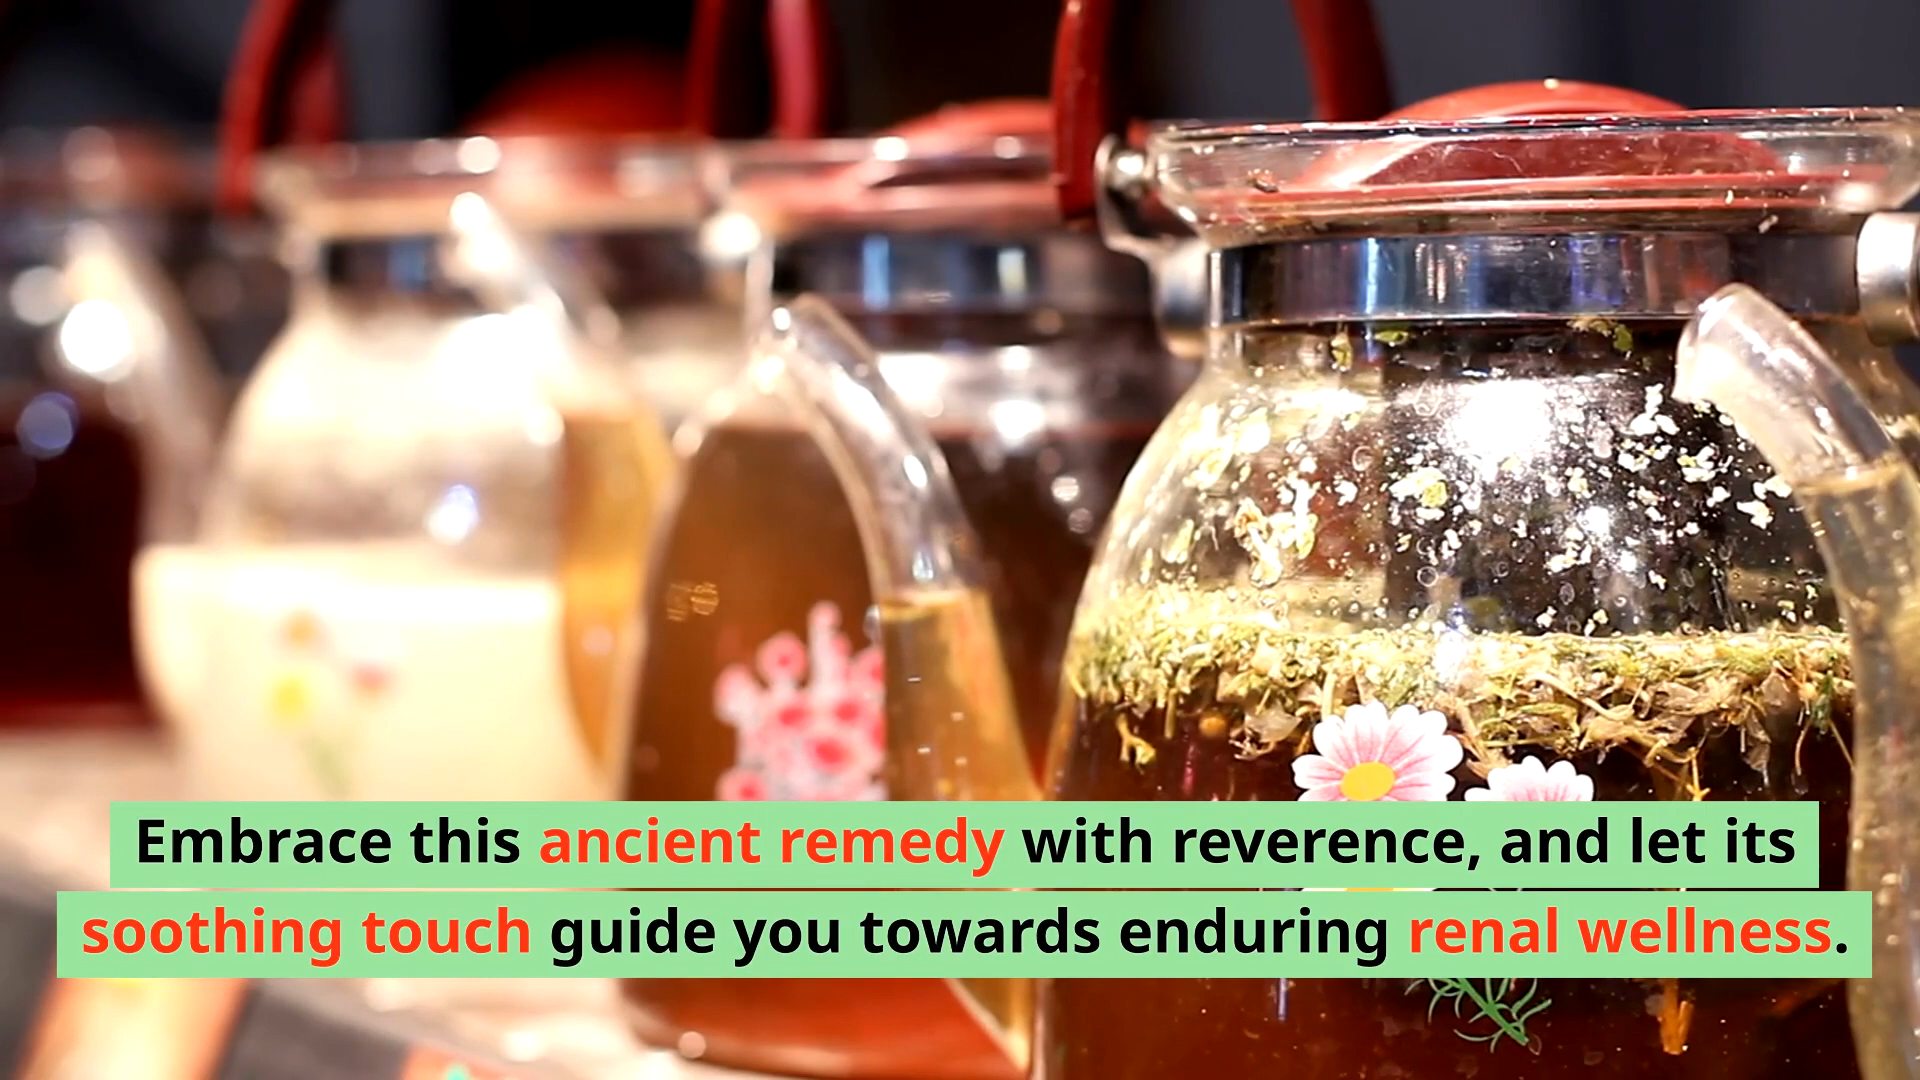 Embrace this ancient remedy with reverence, and let its
soothing touch guide you towards enduring renal wellness.